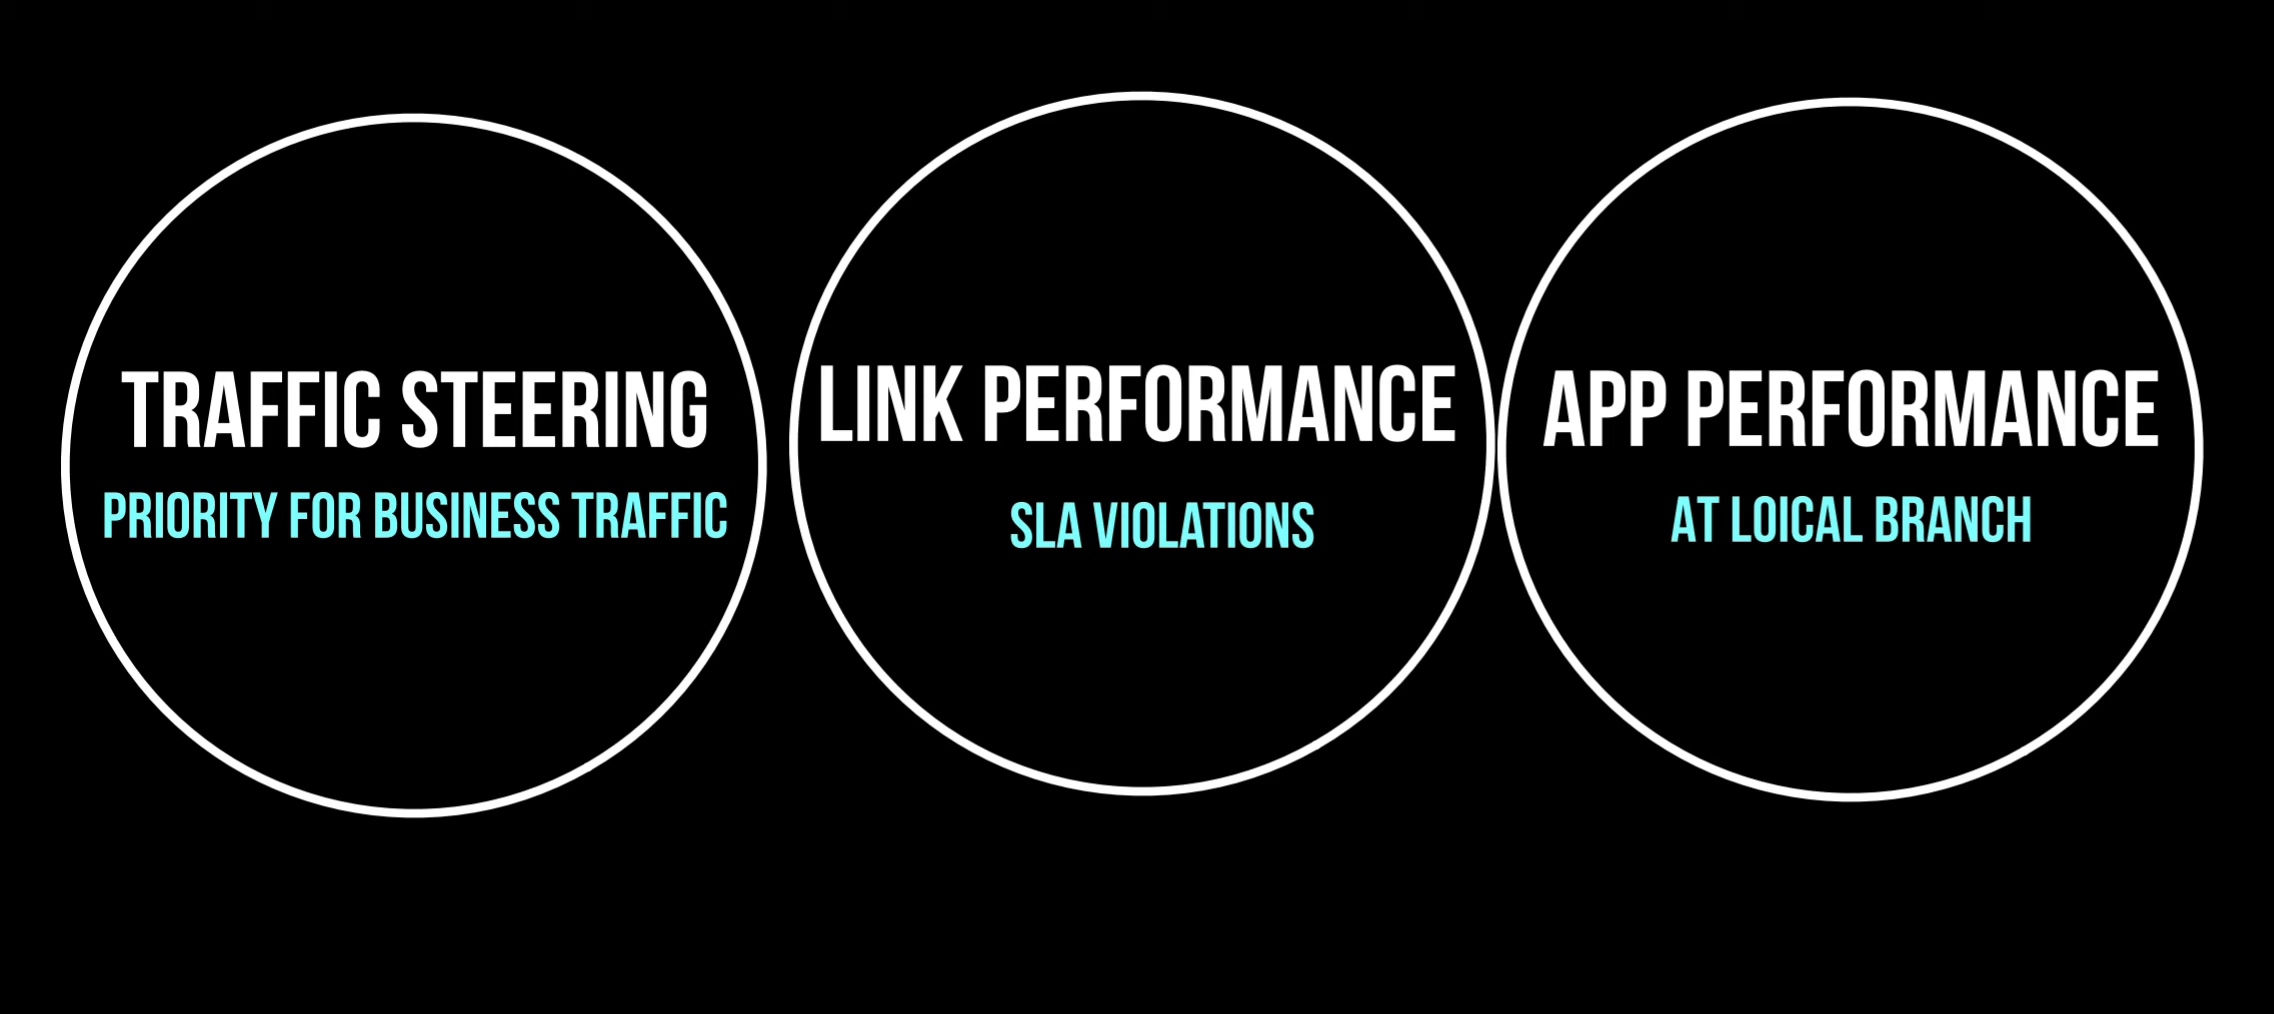 TRAFFIC STEERING
PRIORITY FOR BUSINESS TRAFFIC
LINK PERFORMANCE
SLA VIOLATIONS
APP PERFORMANCE
AT LOICAL BRANCH